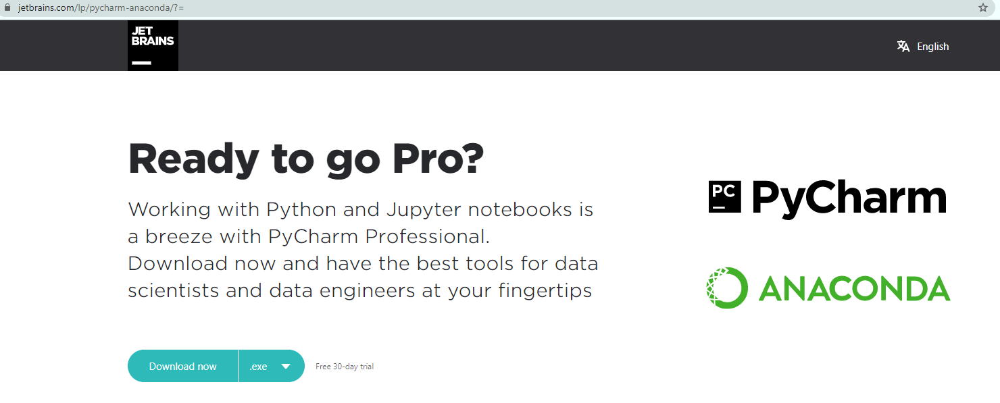 jetbrains.com/lp/pycharm-anaconda/?=
JET
BRAINS
English
Ready to go Pro?
Working with Python and Jupyter notebooks is
a breeze with PyCharm Professional.
Download now and have the best tools for data
scientists and data engineers at your fingertips
PC PyCharm
ANACONDA
Download now .exe Free 30-day trial